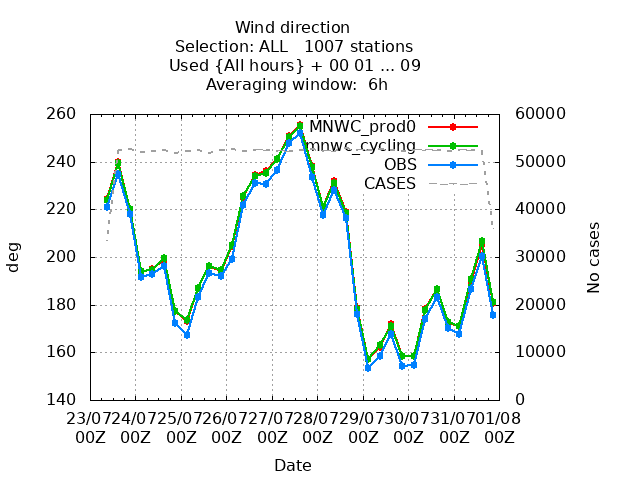 Wind direction
Selection: ALL   1007 stations
Used {All hours} + 00 01 ... 09
Averaging window:  6h
260
240
220
200
180
160
140
deg
60000
50000
40000
30000
20000
10000
0
No cases
MNWC_prod0
mnwc_cycling
OBS
CASES
23/07 24/07 25/07 26/07 27/07 28/07 29/07 30/07 31/07 01/08
00Z 00Z 00Z 00Z 00Z 00Z 00Z 00Z 00Z 00Z
Date